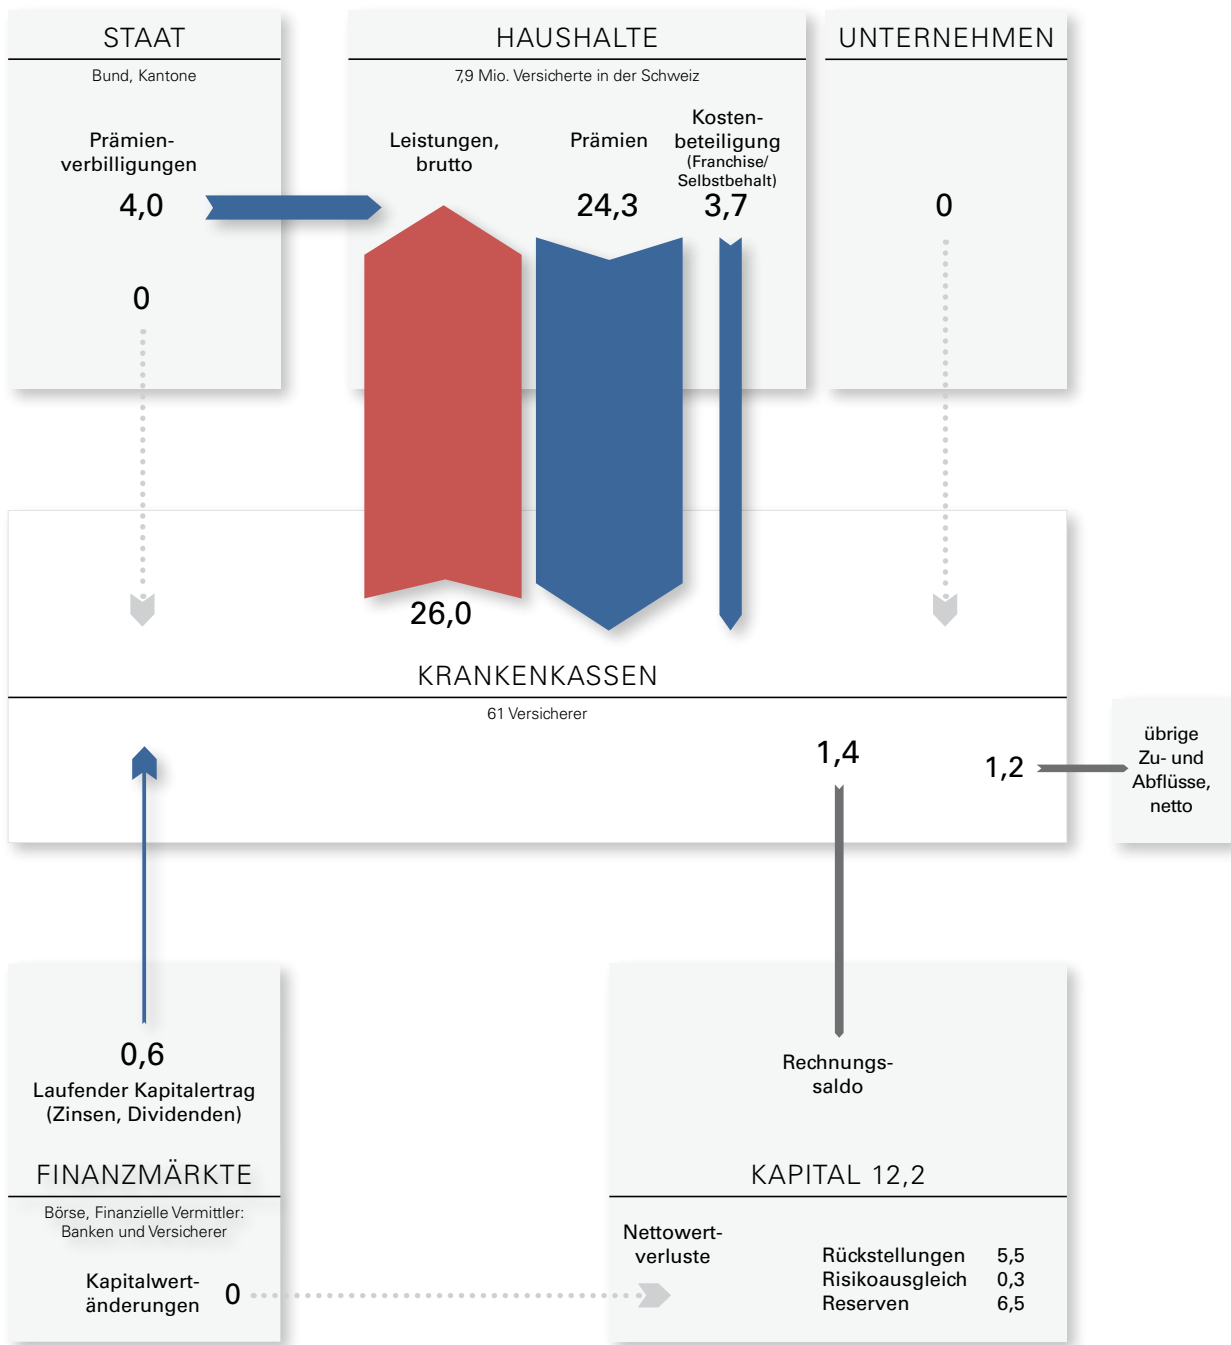 STAAT
Bund, Kantone
Prämien-
verbilligungen
4,0
0
HAUSHALTE
7,9 Mio. Versicherte in der Schweiz
Leistungen,
brutto
Prämien
24,3
Kosten-
beteiligung
(Franchise/
Selbstbehalt)
3,7
UNTERNEHMEN
0
26,0
KRANKENKASSEN
61 Versicherer
1,4
1,2
übrige
Zu- und
Abflüsse,
netto
0,6
Laufender Kapitalertrag
(Zinsen, Dividenden)
FINANZMÄRKTE
Börse, Finanzielle Vermittler:
Banken und Versicherer
Kapitalwert-
änderungen
0
Rechnungs-
saldo
KAPITAL 12,2
Nettowert-
verluste
Rückstellungen 5,5
Risikoausgleich 0,3
Reserven 6,5